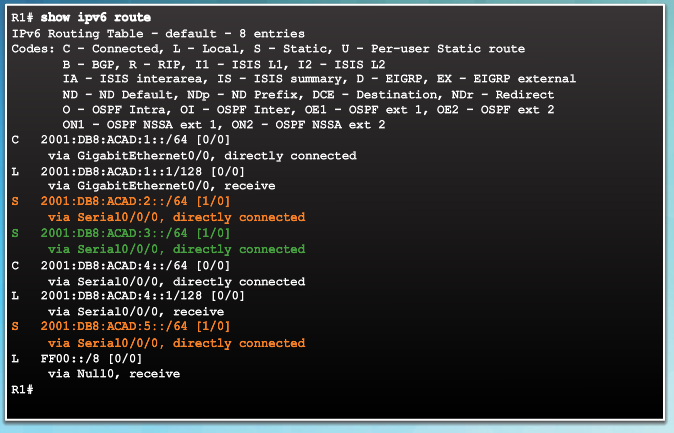 R1# show ipv6 route
IPv6 Routing Table - default - 8 entries
Codes: C - Connected, L - Local, S - Static, U - Per-user Static route
B - BGP, R - RIP, I1 - ISIS L1, I2 - ISIS L2
IA - ISIS interarea, IS - ISIS summary, D - EIGRP, EX - EIGRP external
ND - ND Default, NDp - ND Prefix, DCE - Destination, NDr - Redirect
O - OSPF Intra, OI - OSPF Inter, OE1 - OSPF ext 1, OE2 - OSPF ext 2
ON1 - OSPF NSSA ext 1, ON2 - OSPF NSSA ext 2
C 2001:DB8:ACAD:1::/64 [0/0]
via GigabitEthernet0/0, directly connected
L 2001:DB8:ACAD:1::1/128 [0/0]
via GigabitEthernet0/0, receive
S 2001:DB8:ACAD:2::/64 [1/0]
via Serial0/0/0, directly connected
S 2001:DB8:ACAD:3::/64 [1/0]
via Serial0/0/0, directly connected
C 2001:DB8:ACAD:4::/64 [0/0]
via Serial0/0/0, directly connected
L 2001:DB8:ACAD:4::1/128 [0/0]
via Serial0/0/0, receive
S 2001:DB8:ACAD:5::/64 [1/0]
via Serial0/0/0, directly connected
L FF00::/8 [0/0]
via Null0, receive
R1#